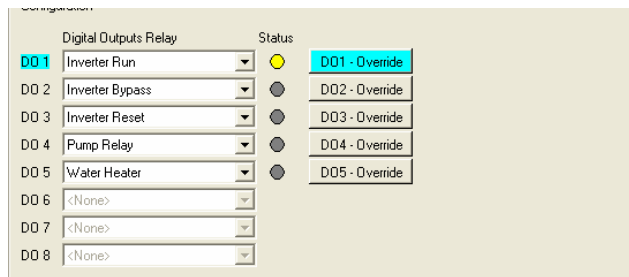 Configuration
Digital Outputs Relay Status
DO 1 Inverter Run DO1 - Override
DO 2 Inverter Bypass DO2 - Override
DO 3 Inverter Reset DO3 - Override
DO 4 Pump Relay DO4 - Override
DO 5 Water Heater DO5 - Override
DO 6 <None>
DO 7 <None>
DO 8 <None>